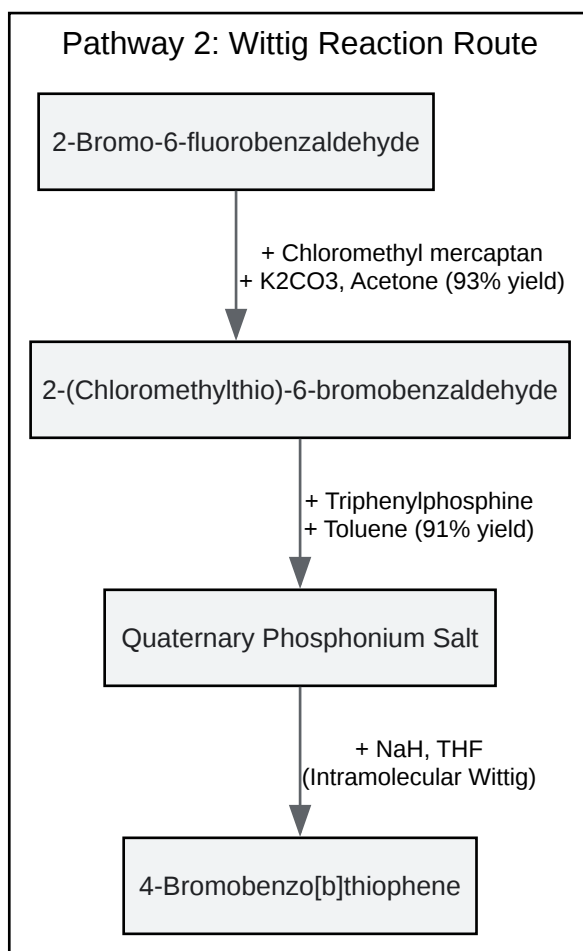 Pathway 2: Wittig Reaction Route
2-Bromo-6-fluorobenzaldehyde
+ Chloromethyl mercaptan
+ K2CO3, Acetone (93% yield)
2-(Chloromethylthio)-6-bromobenzaldehyde
+ Triphenylphosphine
+ Toluene (91% yield)
Quaternary Phosphonium Salt
+ NaH, THF
(Intramolecular Wittig)
4-Bromobenzo[b]thiophene